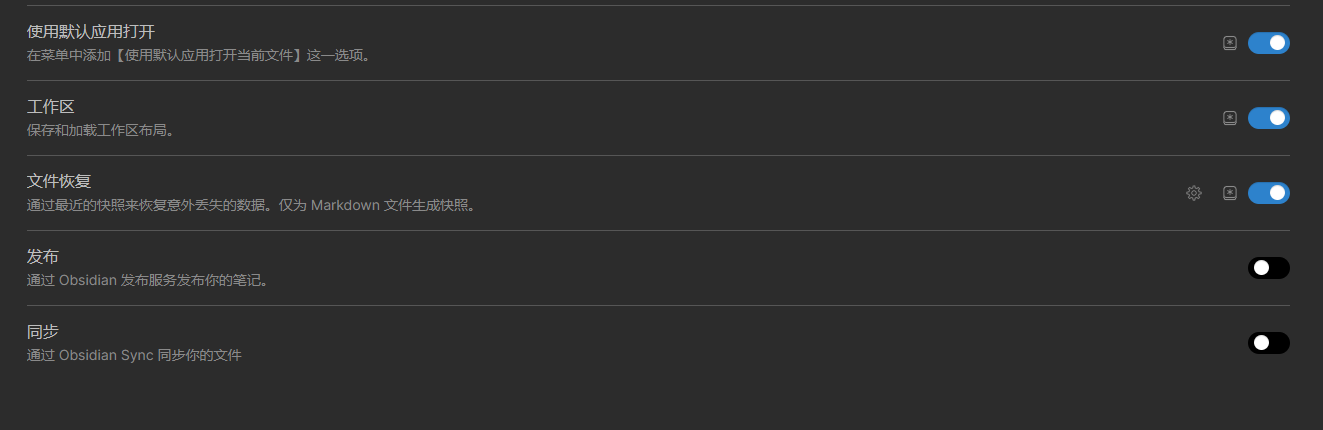 使用默认应用打开
在菜单中添加【使用默认应用打开当前文件】这一选项。
工作区
保存和加载工作区布局。
文件恢复
通过最近的快照来恢复意外丢失的数据。仅为 Markdown 文件生成快照。
发布
通过 Obsidian 发布服务发布你的笔记。
同步
通过 Obsidian Sync 同步你的文件